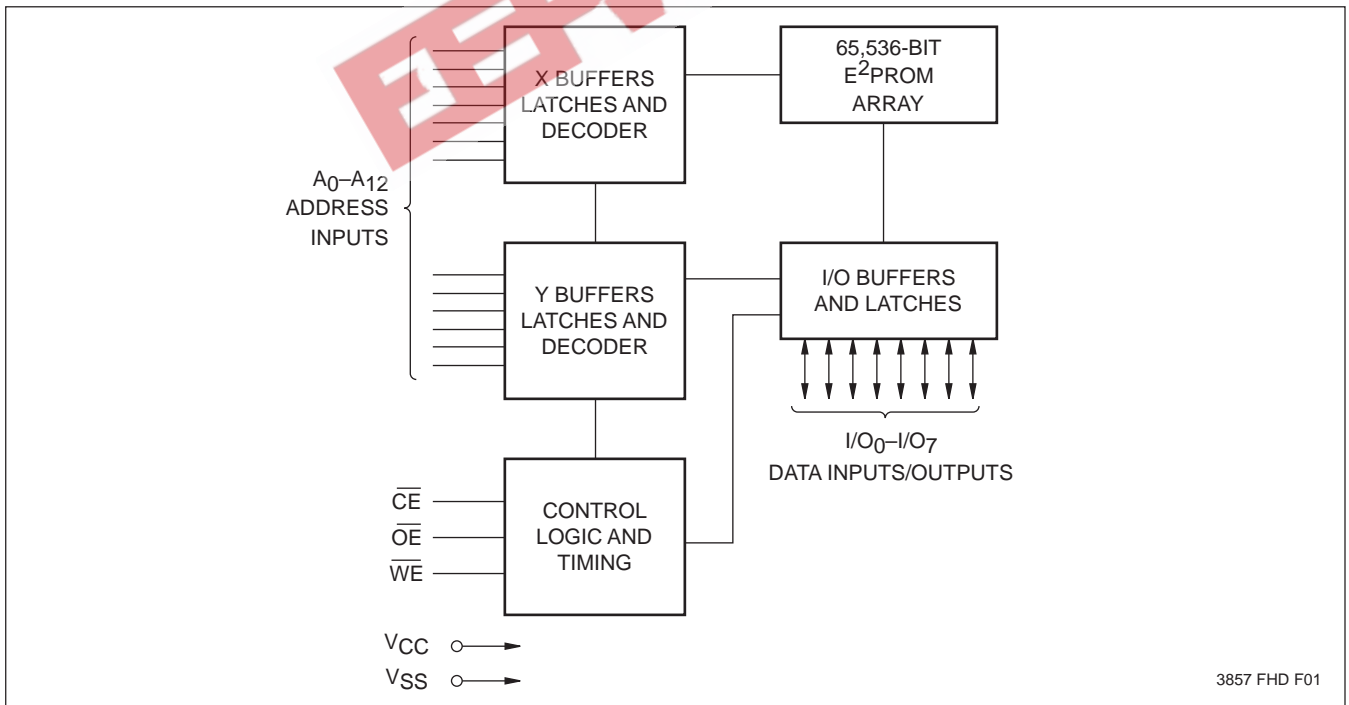 X BUFFERS
LATCHES AND
DECODER
65,536-BIT
E2PROM
ARRAY
A0–A12
ADDRESS
INPUTS
Y BUFFERS
LATCHES AND
DECODER
I/O BUFFERS
AND LATCHES
I/O0–I/O7
DATA INPUTS/OUTPUTS
CE
OE
WE
CONTROL
LOGIC AND
TIMING
VCC
VSS
3857 FHD F01